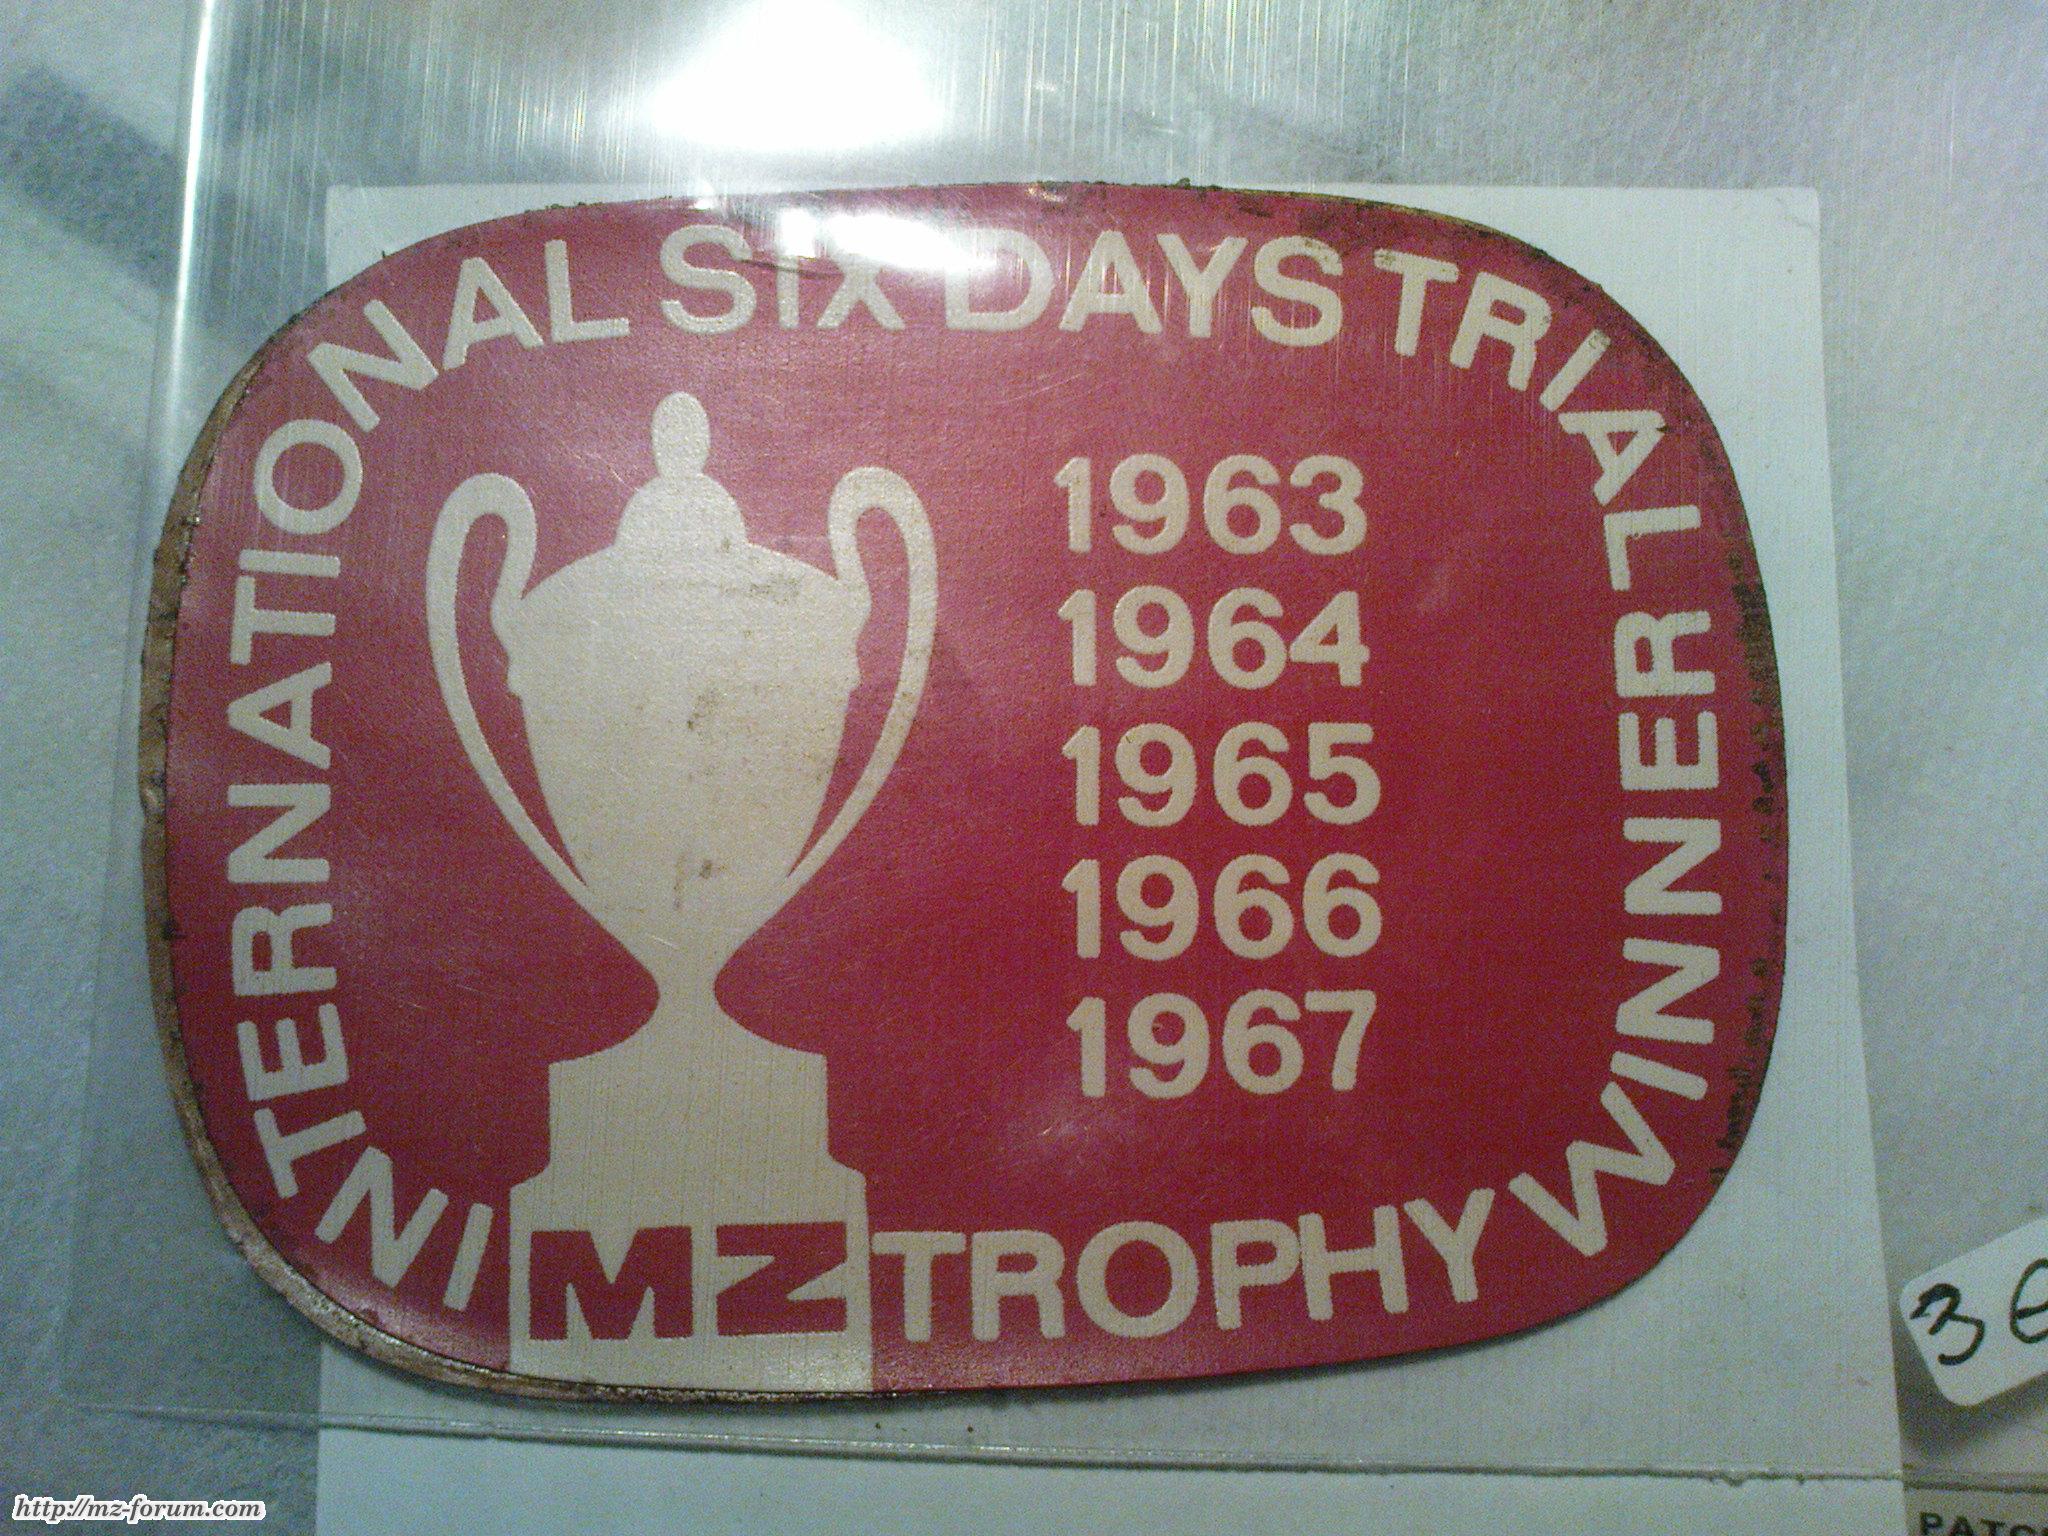 INTERNATIONAL SIX DAYS TRIAL
1963
1964
1965
1966
1967
MZ TROPHY WINNER
http://mz-forum.com